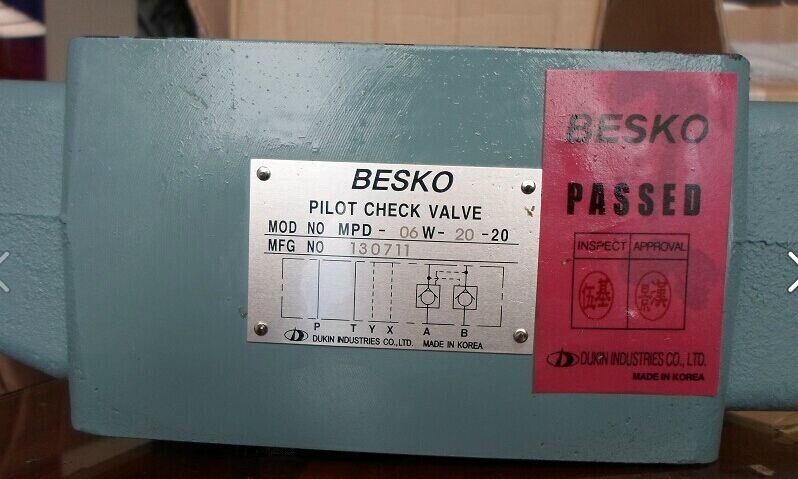 BESKO
PILOT CHECK VALVE
MOD NO MPD - 06 W - 20 - 20
MFG NO 130711
P T Y X A B
DUKIN INDUSTRIES CO., LTD. MADE IN KOREA
BESKO
PASSED
INSPECT APPROVAL
DUKIN INDUSTRIES CO., LTD.
MADE IN KOREA